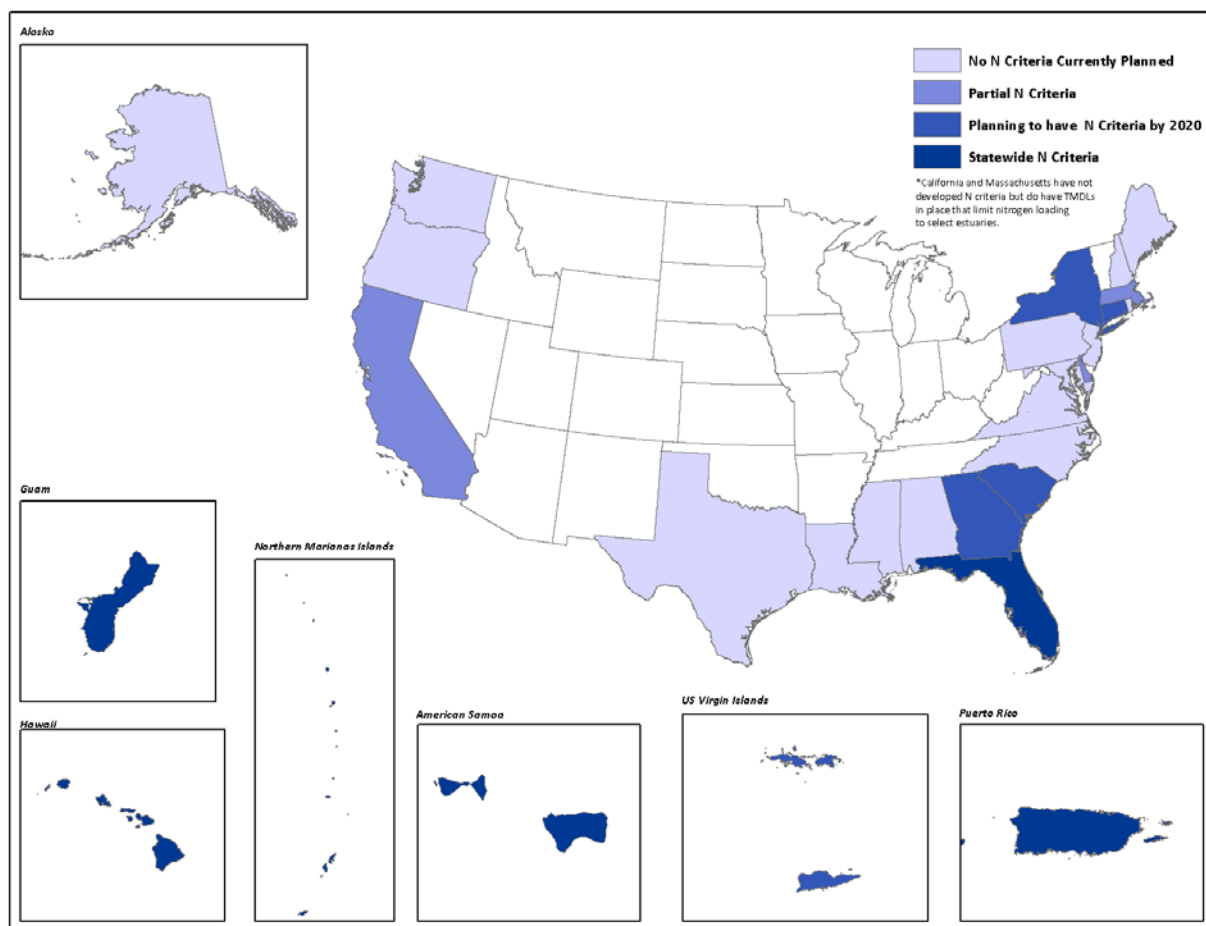 Alaska
No N Criteria Currently Planned
Partial N Criteria
Planning to have N Criteria by 2020
Statewide N Criteria
*California and Massachusetts have not
developed N criteria but do have TMDLs
in place that limit nitrogen loading
to select estuaries.
Guam
Northern Marianas Islands
Hawaii
American Samoa
US Virgin Islands
Puerto Rico